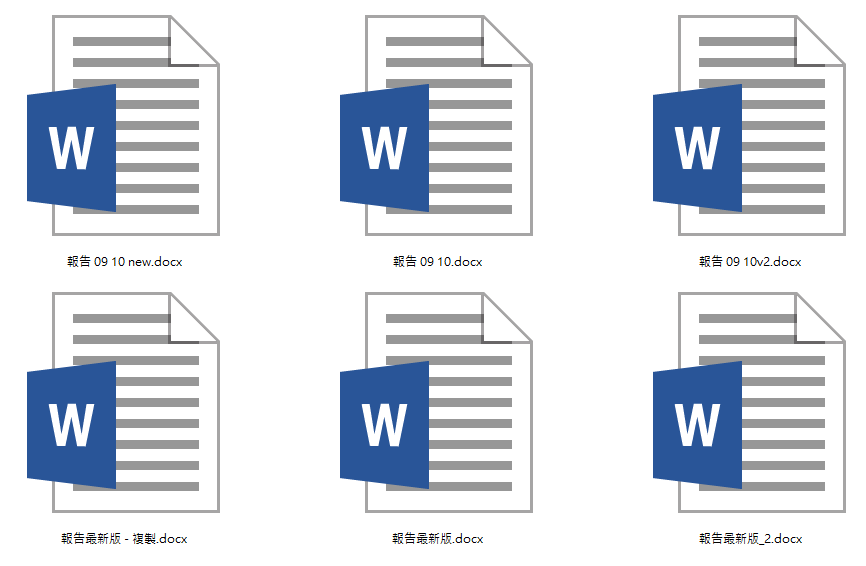 W
W
W
報告 09 10 new.docx
報告 09 10.docx
報告 09 10v2.docx
W
W
W
報告最新版 - 複製.docx
報告最新版.docx
報告最新版_2.docx